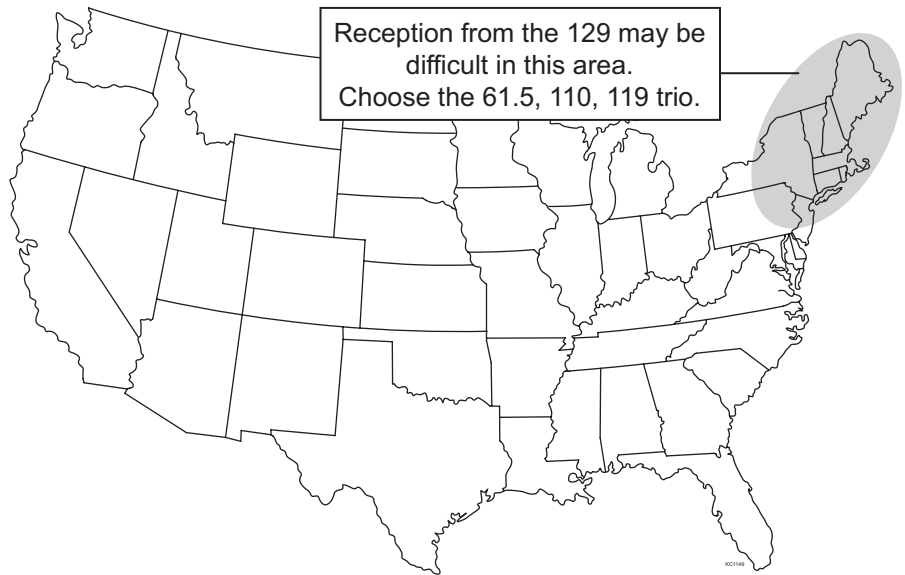 Reception from the 129 may be
difficult in this area.
Choose the 61.5, 110, 119 trio.
KC1149